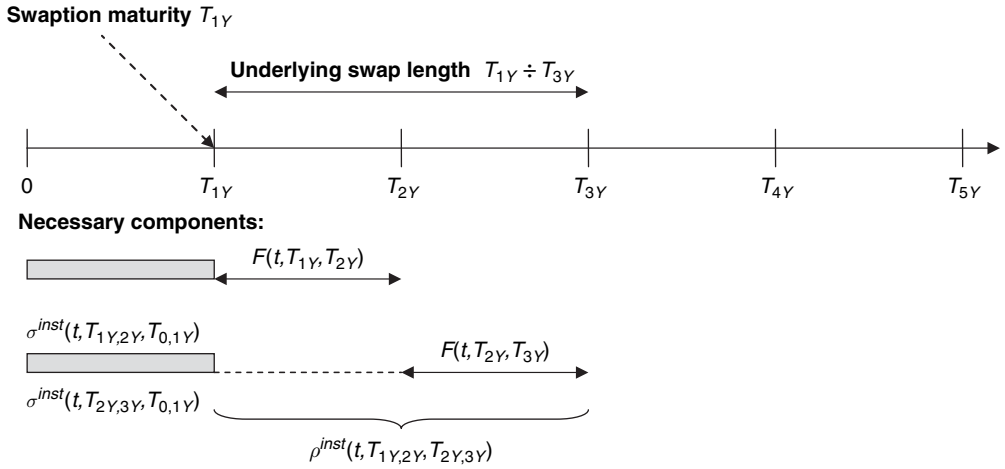 Swaption maturity T1Y
Underlying swap length T1Y ÷ T3Y
0 T1Y T2Y T3Y T4Y T5Y
Necessary components:
F(t,T1Y,T2Y)
σinst(t,T1Y,2Y,T0,1Y)
F(t,T2Y,T3Y)
σinst(t,T2Y,3Y,T0,1Y)
ρinst(t,T1Y,2Y,T2Y,3Y)